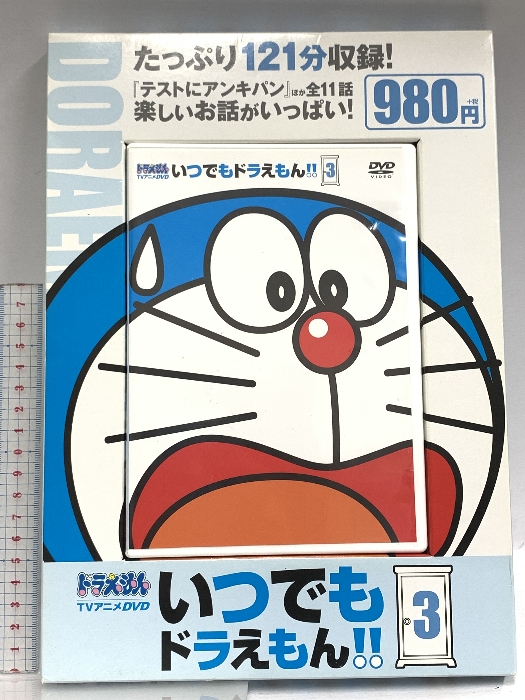 DORAE
たっぷり121分収録!
『テストにアンキパン』ほか全11話
楽しいお話がいっぱい!
980円
+税
ドラえもん
TVアニメDVD
いつでもドラえもん!!
3
DVD
VIDEO
ドラえもん
TVアニメDVD
いつでも
ドラえもん!!
3